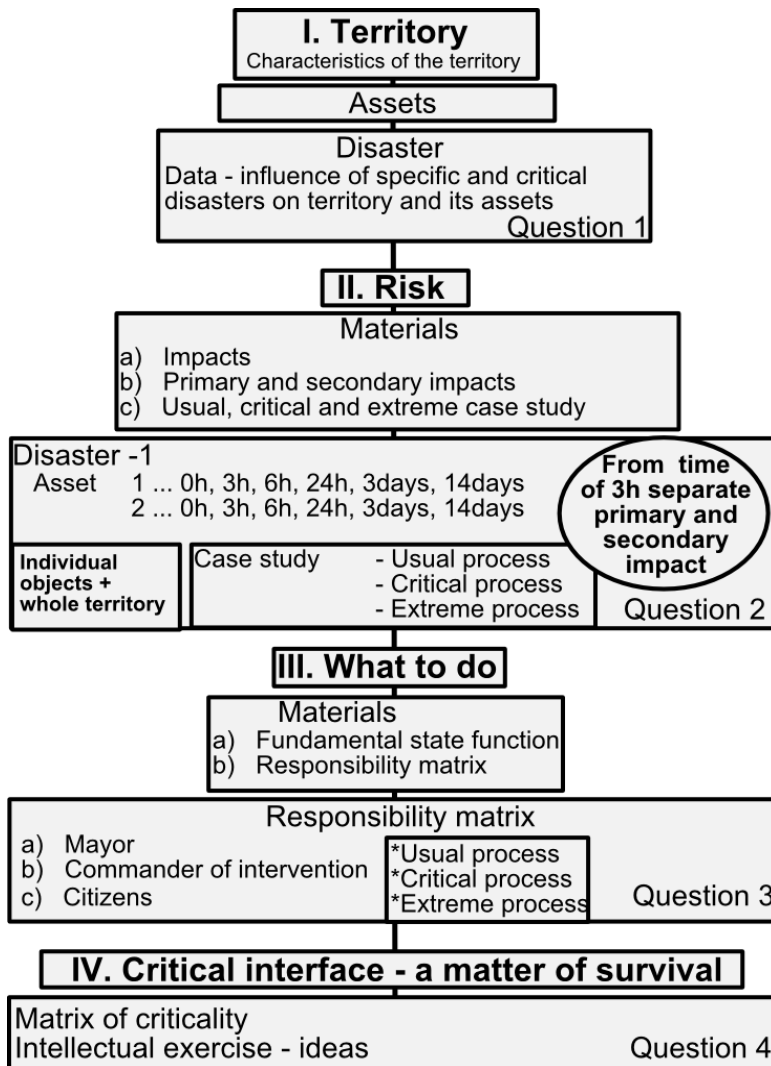 I. Territory
Characteristics of the territory
Assets
Disaster
Data - influence of specific and critical
disasters on territory and its assets
Question 1
II. Risk
Materials
a) Impacts
b) Primary and secondary impacts
c) Usual, critical and extreme case study
Disaster -1
Asset 1 ... 0h, 3h, 6h, 24h, 3days, 14days
2 ... 0h, 3h, 6h, 24h, 3days, 14days
From time
of 3h separate
primary and
secondary
impact
Individual
objects +
whole territory
Case study - Usual process
- Critical process
- Extreme process
Question 2
III. What to do
Materials
a) Fundamental state function
b) Responsibility matrix
Responsibility matrix
a) Mayor
b) Commander of intervention
c) Citizens
*Usual process
*Critical process
*Extreme process
Question 3
IV. Critical interface - a matter of survival
Matrix of criticality
Intellectual exercise - ideas
Question 4